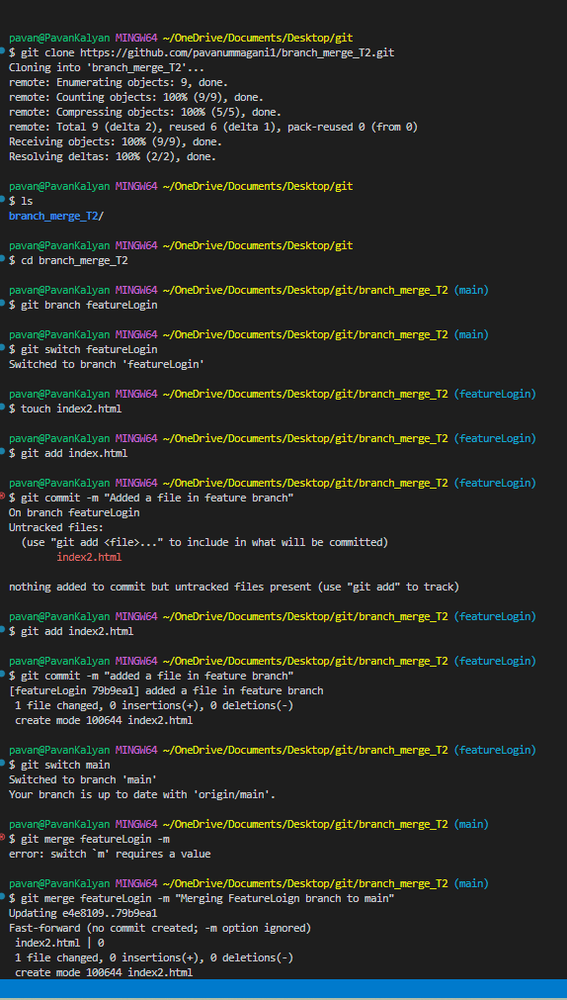 pavan@PavanKalyan MINGW64 ~/OneDrive/Documents/Desktop/git
$ git clone https://github.com/pavanummagani1/branch_merge_T2.git
Cloning into 'branch_merge_T2'...
remote: Enumerating objects: 9, done.
remote: Counting objects: 100% (9/9), done.
remote: Compressing objects: 100% (5/5), done.
remote: Total 9 (delta 2), reused 6 (delta 1), pack-reused 0 (from 0)
Receiving objects: 100% (9/9), done.
Resolving deltas: 100% (2/2), done.

pavan@PavanKalyan MINGW64 ~/OneDrive/Documents/Desktop/git
$ ls
branch_merge_T2/

pavan@PavanKalyan MINGW64 ~/OneDrive/Documents/Desktop/git
$ cd branch_merge_T2

pavan@PavanKalyan MINGW64 ~/OneDrive/Documents/Desktop/git/branch_merge_T2 (main)
$ git branch featureLogin

pavan@PavanKalyan MINGW64 ~/OneDrive/Documents/Desktop/git/branch_merge_T2 (main)
$ git switch featureLogin
Switched to branch 'featureLogin'

pavan@PavanKalyan MINGW64 ~/OneDrive/Documents/Desktop/git/branch_merge_T2 (featureLogin)
$ touch index2.html

pavan@PavanKalyan MINGW64 ~/OneDrive/Documents/Desktop/git/branch_merge_T2 (featureLogin)
$ git add index.html

pavan@PavanKalyan MINGW64 ~/OneDrive/Documents/Desktop/git/branch_merge_T2 (featureLogin)
$ git commit -m "Added a file in feature branch"
On branch featureLogin
Untracked files:
  (use "git add <file>..." to include in what will be committed)
        index2.html

nothing added to commit but untracked files present (use "git add" to track)

pavan@PavanKalyan MINGW64 ~/OneDrive/Documents/Desktop/git/branch_merge_T2 (featureLogin)
$ git add index2.html

pavan@PavanKalyan MINGW64 ~/OneDrive/Documents/Desktop/git/branch_merge_T2 (featureLogin)
$ git commit -m "added a file in feature branch"
[featureLogin 79b9ea1] added a file in feature branch
 1 file changed, 0 insertions(+), 0 deletions(-)
 create mode 100644 index2.html

pavan@PavanKalyan MINGW64 ~/OneDrive/Documents/Desktop/git/branch_merge_T2 (featureLogin)
$ git switch main
Switched to branch 'main'
Your branch is up to date with 'origin/main'.

pavan@PavanKalyan MINGW64 ~/OneDrive/Documents/Desktop/git/branch_merge_T2 (main)
$ git merge featureLogin -m
error: switch `m' requires a value

pavan@PavanKalyan MINGW64 ~/OneDrive/Documents/Desktop/git/branch_merge_T2 (main)
$ git merge featureLogin -m "Merging FeatureLoign branch to main"
Updating e4e8109..79b9ea1
Fast-forward (no commit created; -m option ignored)
 index2.html | 0
 1 file changed, 0 insertions(+), 0 deletions(-)
 create mode 100644 index2.html